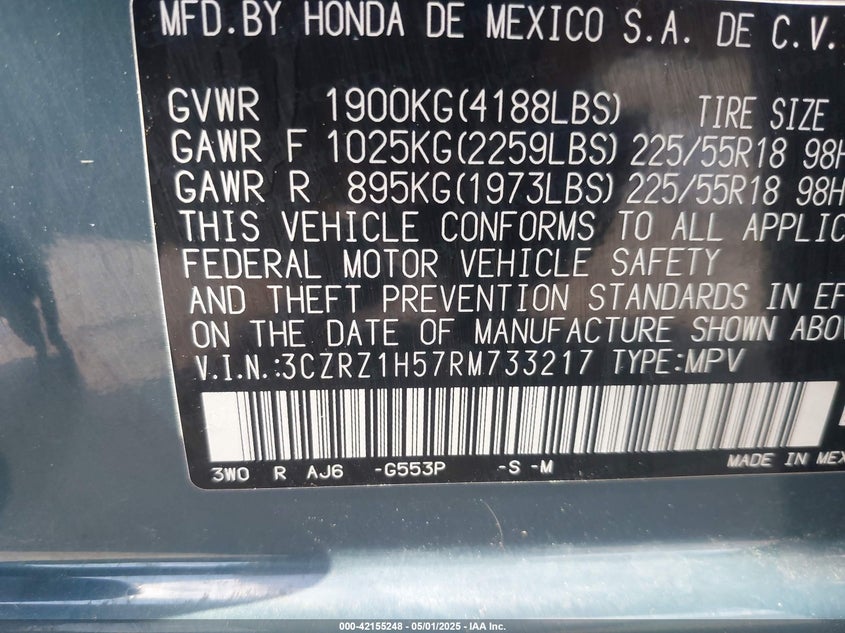 MFD.BY HONDA DE MEXICO S.A. DE C.V.
GVWR 1900KG(4188LBS) TIRE SIZE
GAWR F 1025KG(2259LBS) 225/55R18 98H
GAWR R 895KG(1973LBS) 225/55R18 98H
THIS VEHICLE CONFORMS TO ALL APPLIC
FEDERAL MOTOR VEHICLE SAFETY
AND THEFT PREVENTION STANDARDS IN EF
ON THE DATE OF MANUFACTURE SHOWN ABOV
V.I.N.:3CZRZ1H57RM733217 TYPE:MPV
3WO R AJ6 -G553P -S -M MADE IN MEX
000-42155248 - 05/01/2025 - IAA Inc.